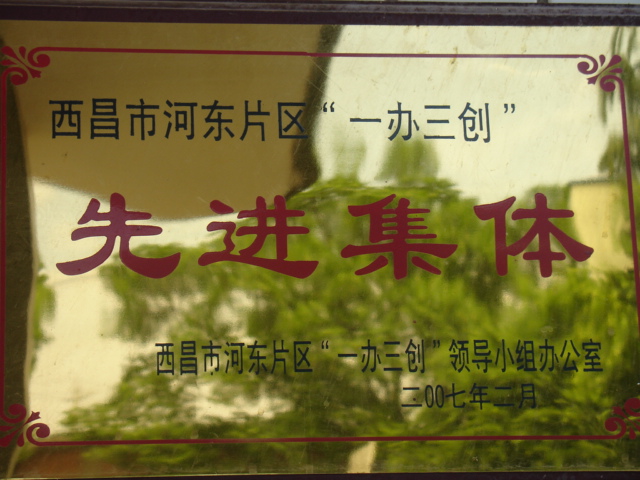 西昌市河东片区“一办三创”
先进集体
西昌市河东片区“一办三创”领导小组办公室
二00七年二月